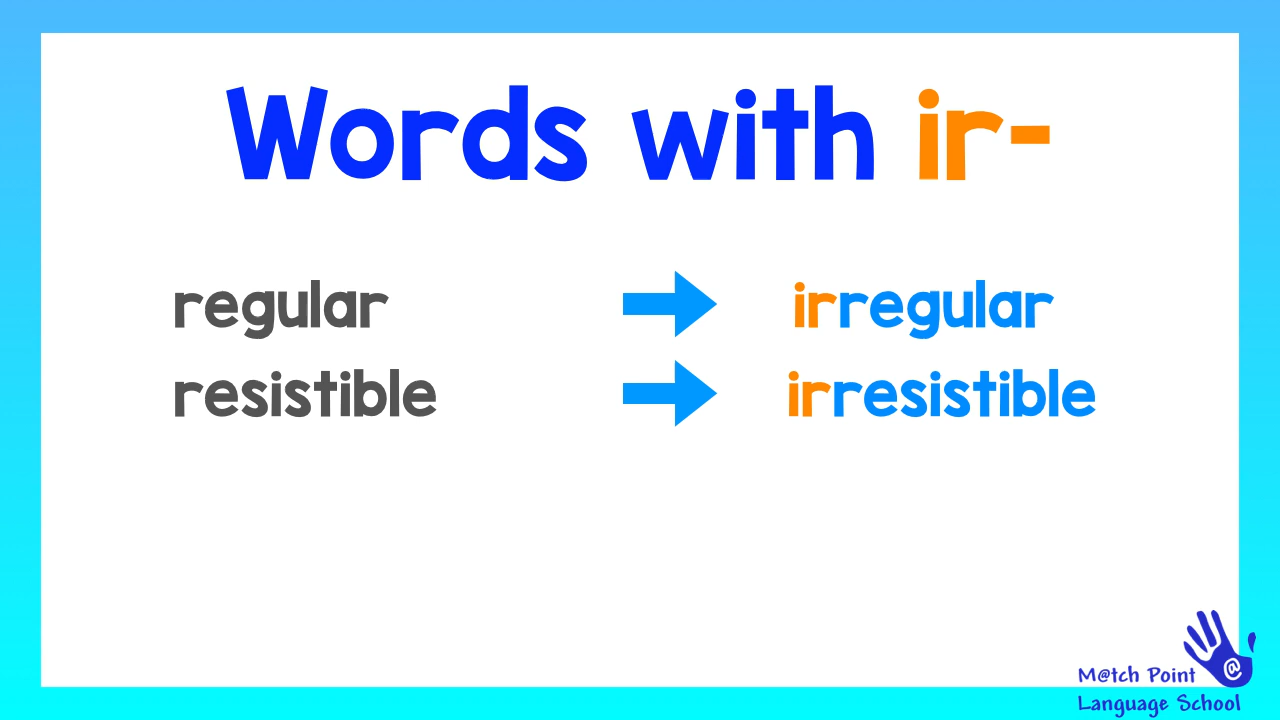 Words with ir-
regular irregular
resistible irresistible
M@tch Point
@
Language School